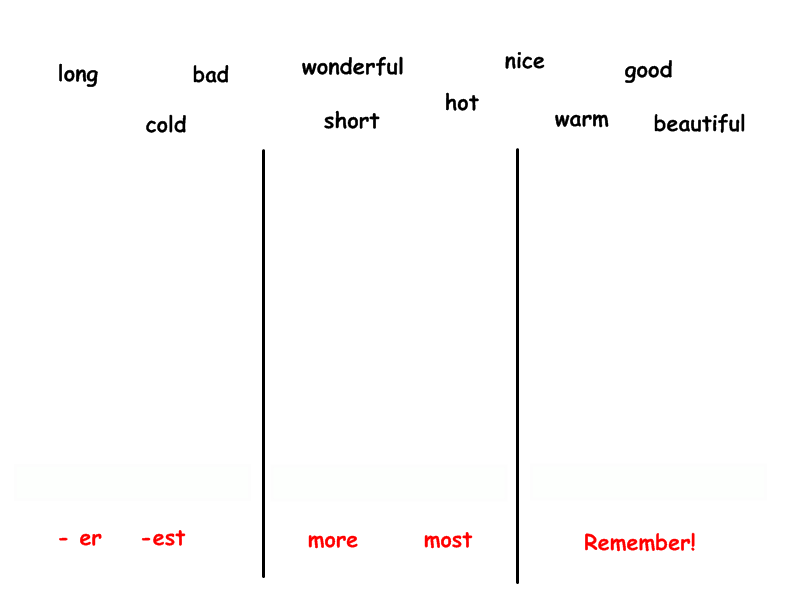 long bad wonderful nice good
cold short hot warm beautiful
- er -est more most Remember!